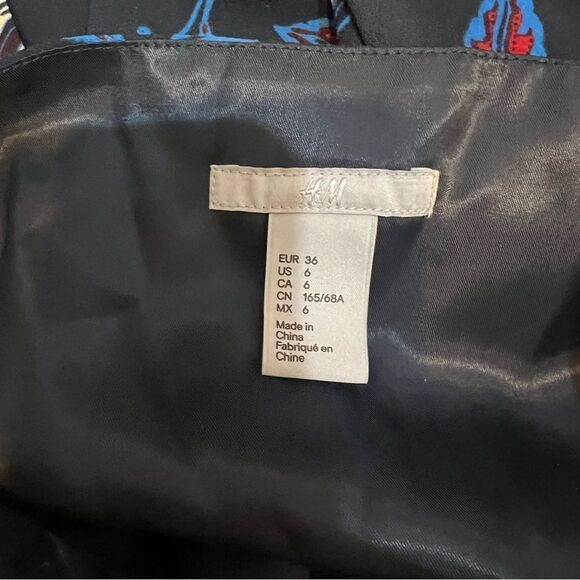 H&M
EUR 36
US 6
CA 6
CN 165/68A
MX 6
Made in
China
Fabriqué en
Chine